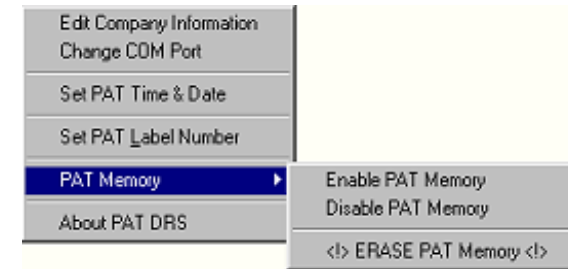 Edit Company Information
Change COM Port
Set PAT Time & Date
Set PAT Label Number
PAT Memory
About PAT DRS
Enable PAT Memory
Disable PAT Memory
<!> ERASE PAT Memory <!>